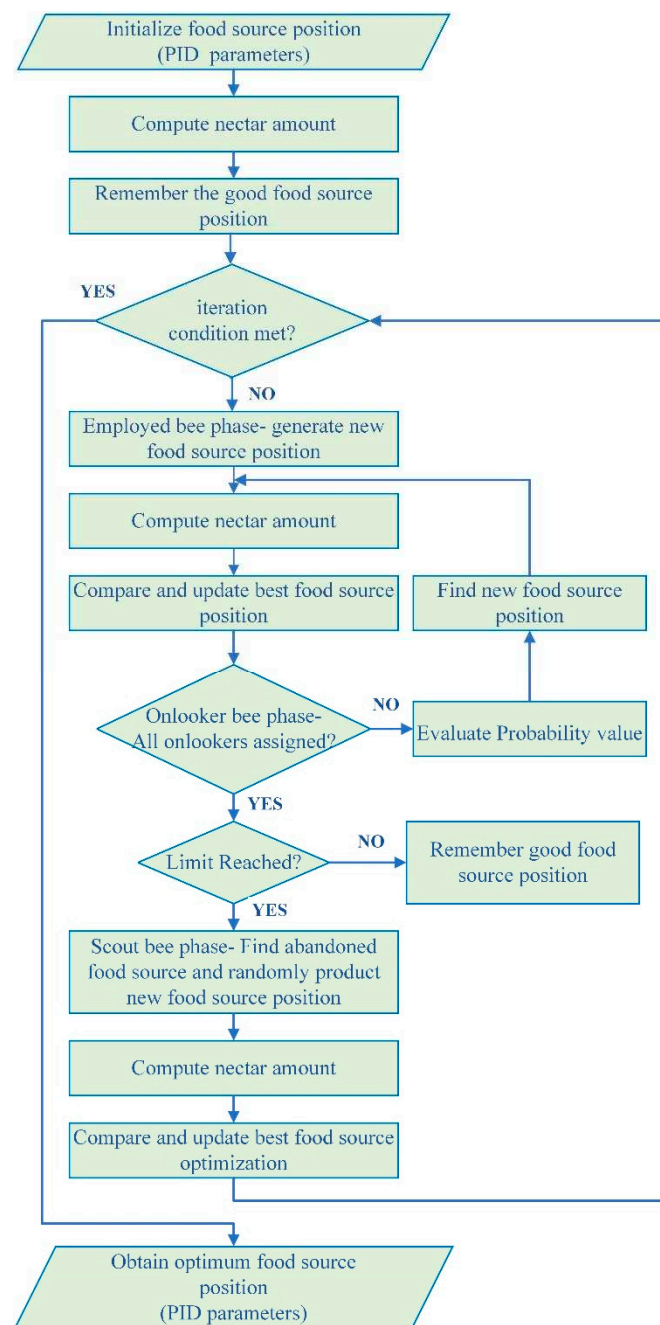 Initialize food source position
(PID parameters)
Compute nectar amount
Remember the good food source
position
YES
iteration
condition met?
NO
Employed bee phase- generate new
food source position
Compute nectar amount
Compare and update best food source
position
Find new food source
position
Onlooker bee phase-
All onlookers assigned?
NO
Evaluate Probability value
YES
Limit Reached?
NO
Remember good food
source position
YES
Scout bee phase- Find abandoned
food source and randomly product
new food source position
Compute nectar amount
Compare and update best food source
optimization
Obtain optimum food source
position
(PID parameters)